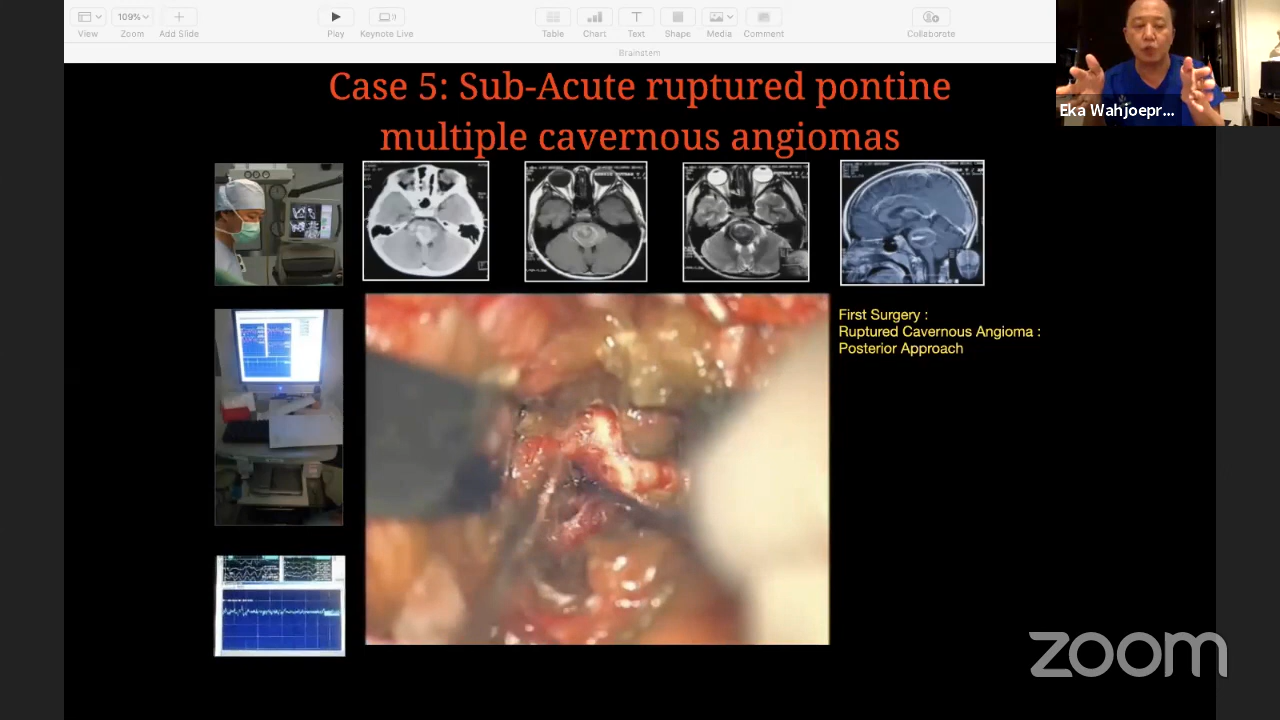 109%
View
Zoom
Add Slide
Play
Keynote Live
Table
Chart
Text
Shape
Media
Comment
Collaborate
Brainstem
Eka Wahjoepr...
Case 5: Sub-Acute ruptured pontine
multiple cavernous angiomas
First Surgery :
Ruptured Cavernous Angioma :
Posterior Approach
zoom